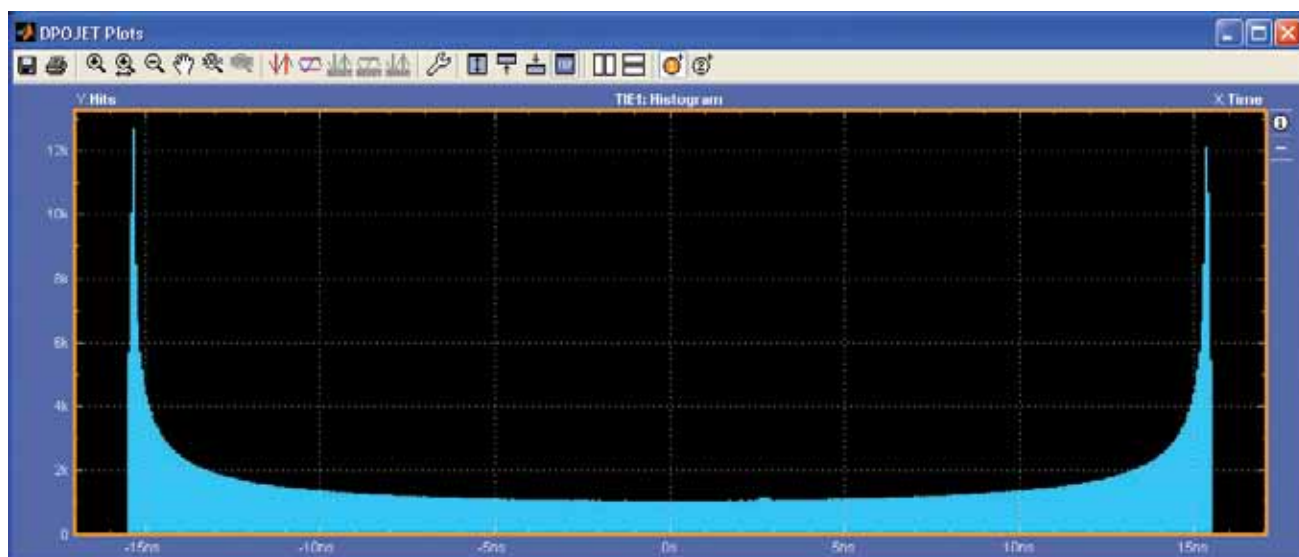 DPOJET Plots
Y:Hits TIE1: Histogram X:Time
12k
10k
8k
6k
4k
2k
0
-15ns -10ns -5ns 0s 5ns 10ns 15ns